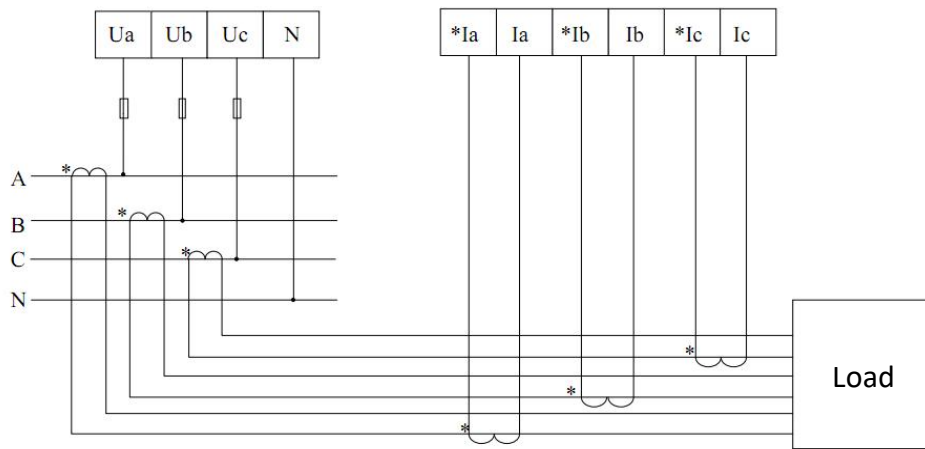 Ua Ub Uc N
*Ia Ia *Ib Ib *Ic Ic
* A
* B
* C
N
*
Load
*
*